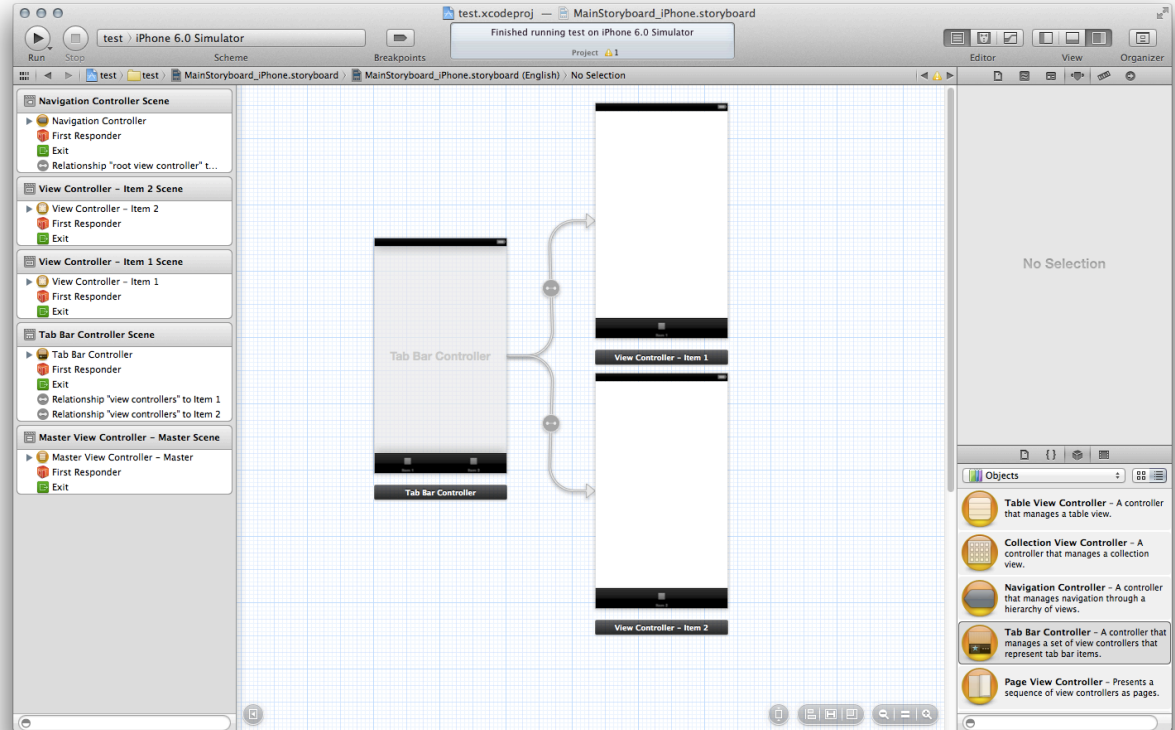 test.xcodeproj — MainStoryboard_iPhone.storyboard
test 〉 iPhone 6.0 Simulator
Finished running test on iPhone 6.0 Simulator
Project 1
Run Stop Scheme Breakpoints Editor View Organizer
test 〉 test 〉 MainStoryboard_iPhone.storyboard 〉 MainStoryboard_iPhone.storyboard (English) 〉 No Selection
Navigation Controller Scene
Navigation Controller
First Responder
Exit
Relationship "root view controller" t...
View Controller – Item 2 Scene
View Controller – Item 2
First Responder
Exit
View Controller – Item 1 Scene
View Controller – Item 1
First Responder
Exit
Tab Bar Controller Scene
Tab Bar Controller
First Responder
Exit
Relationship "view controllers" to Item 1
Relationship "view controllers" to Item 2
Master View Controller – Master Scene
Master View Controller – Master
First Responder
Exit
Tab Bar Controller
Tab Bar Controller
View Controller – Item 1
View Controller – Item 2
No Selection
{ }
Objects
Table View Controller – A controller
that manages a table view.
Collection View Controller – A
controller that manages a collection
view.
Navigation Controller – A controller
that manages navigation through a
hierarchy of views.
Tab Bar Controller – A controller that
manages a set of view controllers that
represent tab bar items.
Page View Controller – Presents a
sequence of view controllers as pages.